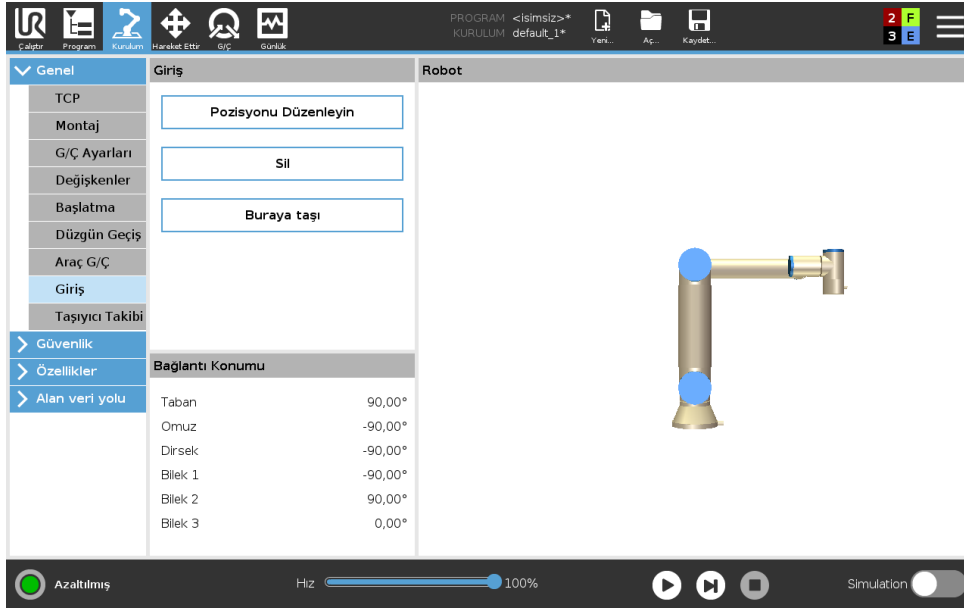 UR
PROGRAM <isimsiz>*
KURULUM default_1*
2 F
3 E
Çalıştır
Program
Kurulum
Hareket Ettir
G/Ç
Günlük
Yeni...
Aç...
Kaydet...
Genel
TCP
Montaj
G/Ç Ayarları
Değişkenler
Başlatma
Düzgün Geçiş
Araç G/Ç
Giriş
Taşıyıcı Takibi
Güvenlik
Özellikler
Alan veri yolu
Giriş
Pozisyonu Düzenleyin
Sil
Buraya taşı
Bağlantı Konumu
Taban 90,00°
Omuz -90,00°
Dirsek -90,00°
Bilek 1 -90,00°
Bilek 2 90,00°
Bilek 3 0,00°
Robot
Azaltılmış
Hız 100%
Simulation